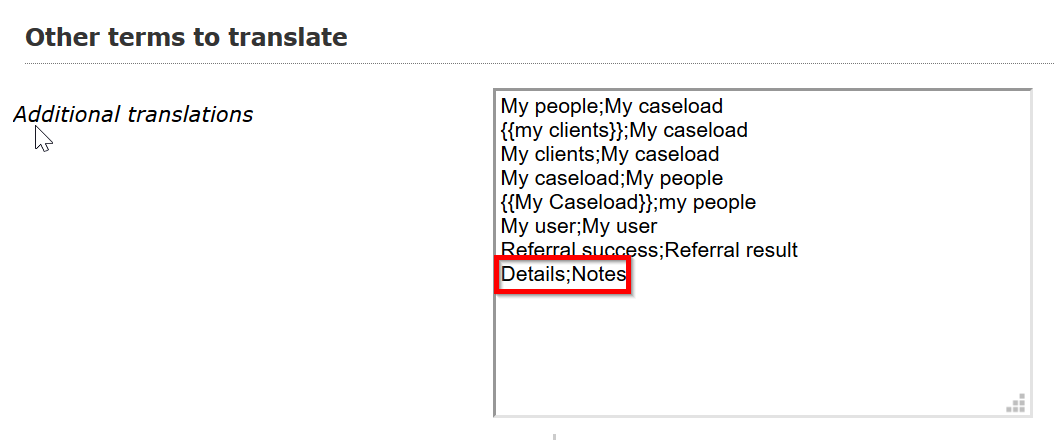 Other terms to translate
Additional translations
My people;My caseload
{{my clients}};My caseload
My clients;My caseload
My caseload;My people
{{My Caseload}};my people
My user;My user
Referral success;Referral result
Details;Notes